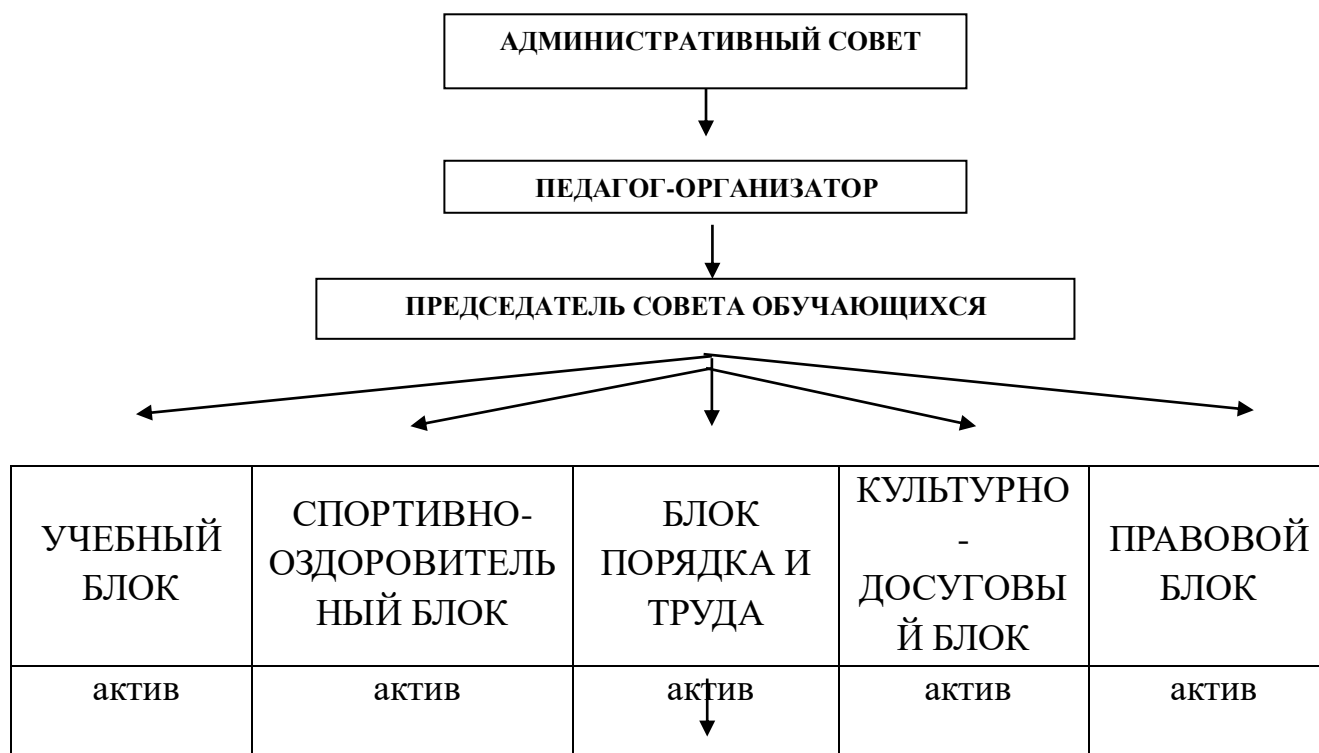 АДМИНИСТРАТИВНЫЙ СОВЕТ
ПЕДАГОГ-ОРГАНИЗАТОР
ПРЕДСЕДАТЕЛЬ СОВЕТА ОБУЧАЮЩИХСЯ
УЧЕБНЫЙ
БЛОК
СПОРТИВНО-
ОЗДОРОВИТЕЛЬ
НЫЙ БЛОК
БЛОК
ПОРЯДКА И
ТРУДА
КУЛЬТУРНО
-
ДОСУГОВЫ
Й БЛОК
ПРАВОВОЙ
БЛОК
актив
актив
актив
актив
актив